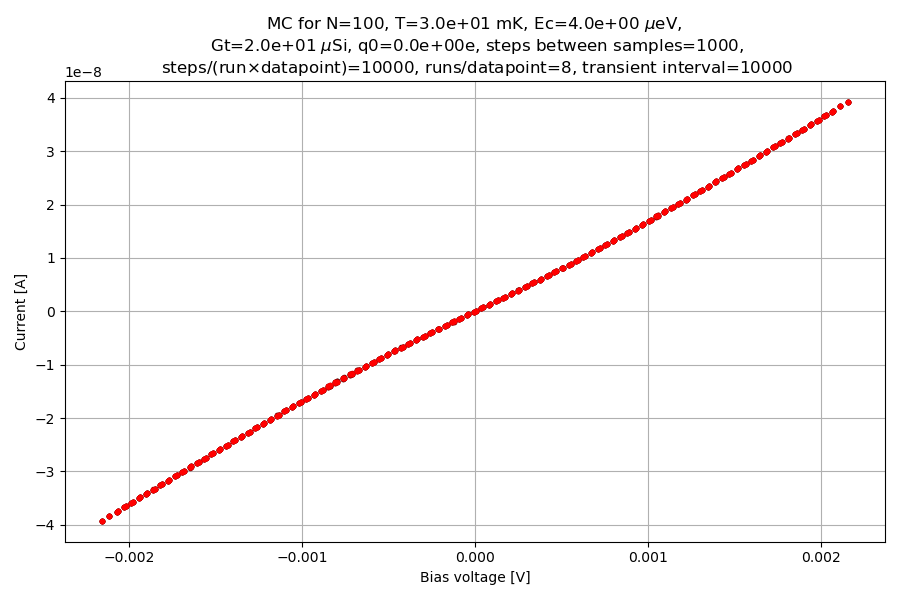 MC for N=100, T=3.0e+01 mK, Ec=4.0e+00 μeV,
Gt=2.0e+01 μSi, q0=0.0e+00e, steps between samples=1000,
steps/(run×datapoint)=10000, runs/datapoint=8, transient interval=10000
1e−8
4
3
2
1
0
−1
−2
−3
−4
Current [A]
−0.002
−0.001
0.000
0.001
0.002
Bias voltage [V]